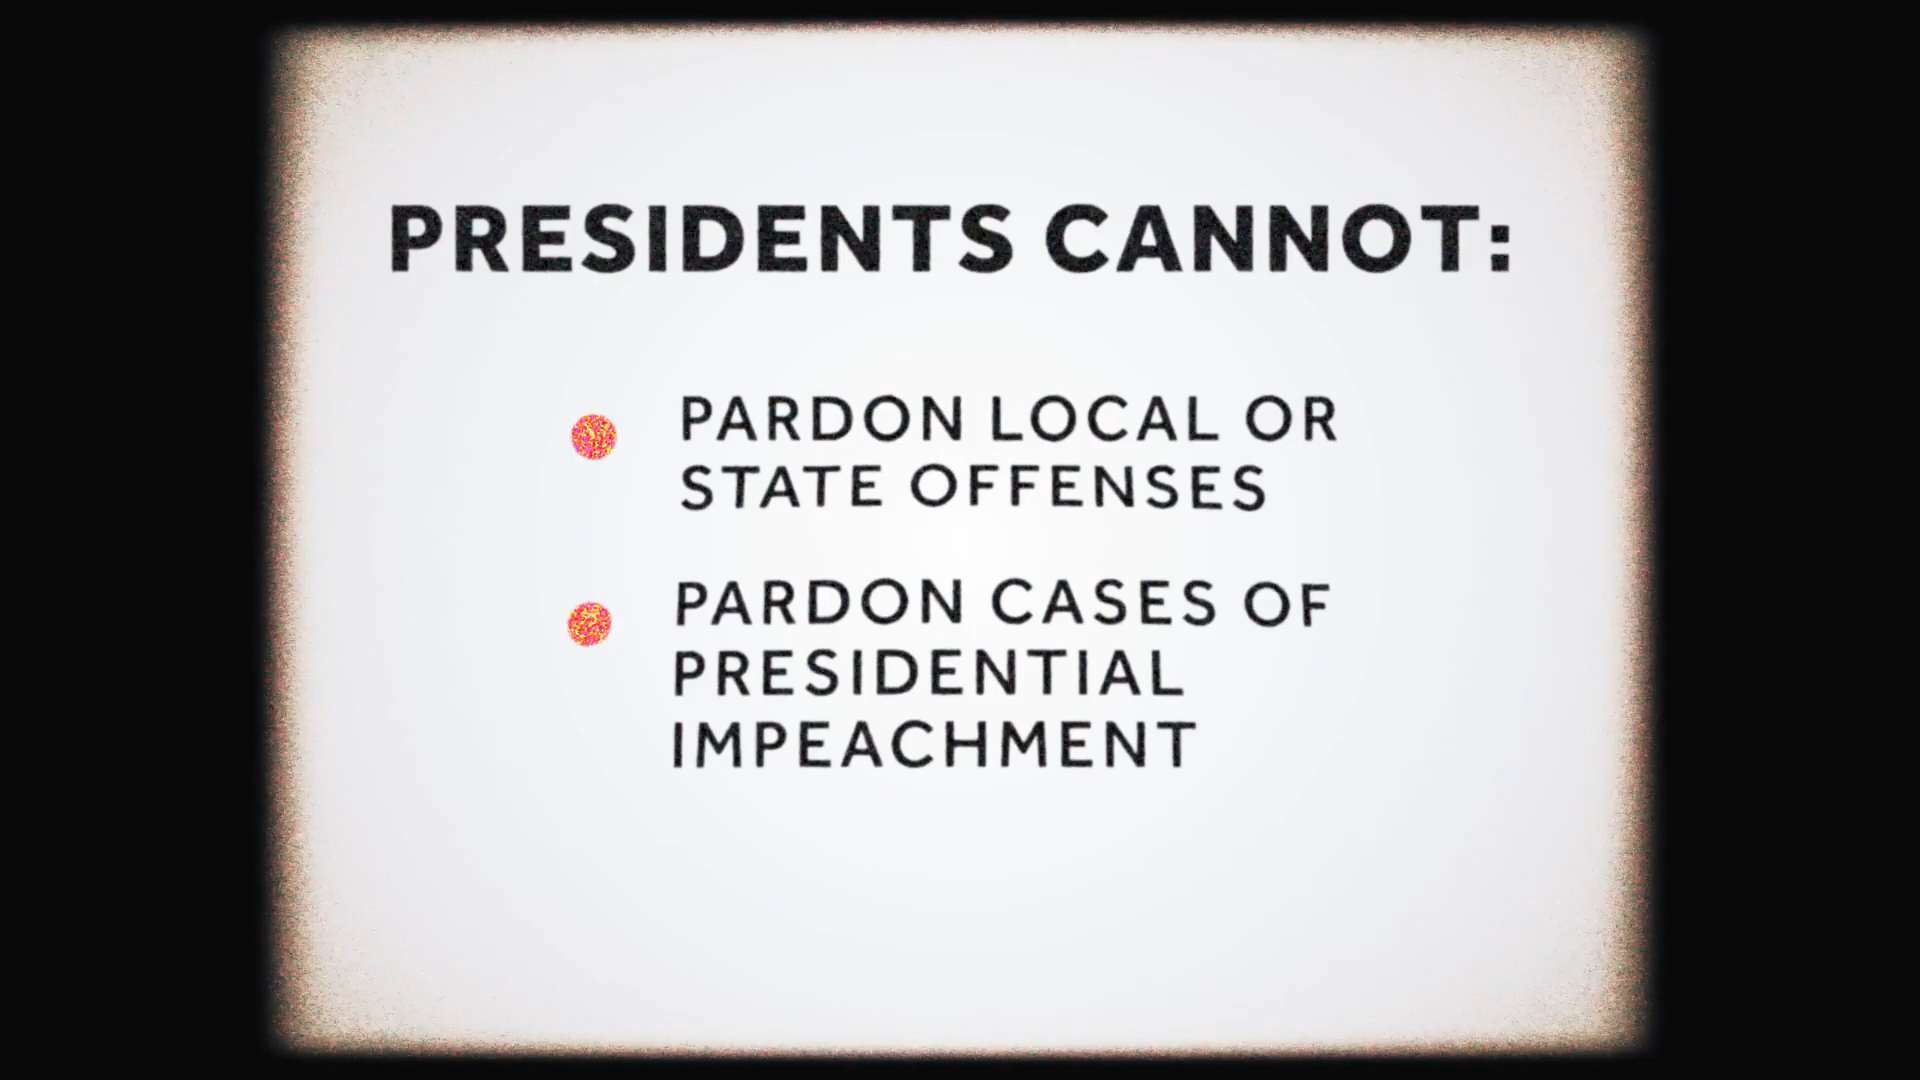 PRESIDENTS CANNOT:
PARDON LOCAL OR
STATE OFFENSES
PARDON CASES OF
PRESIDENTIAL
IMPEACHMENT